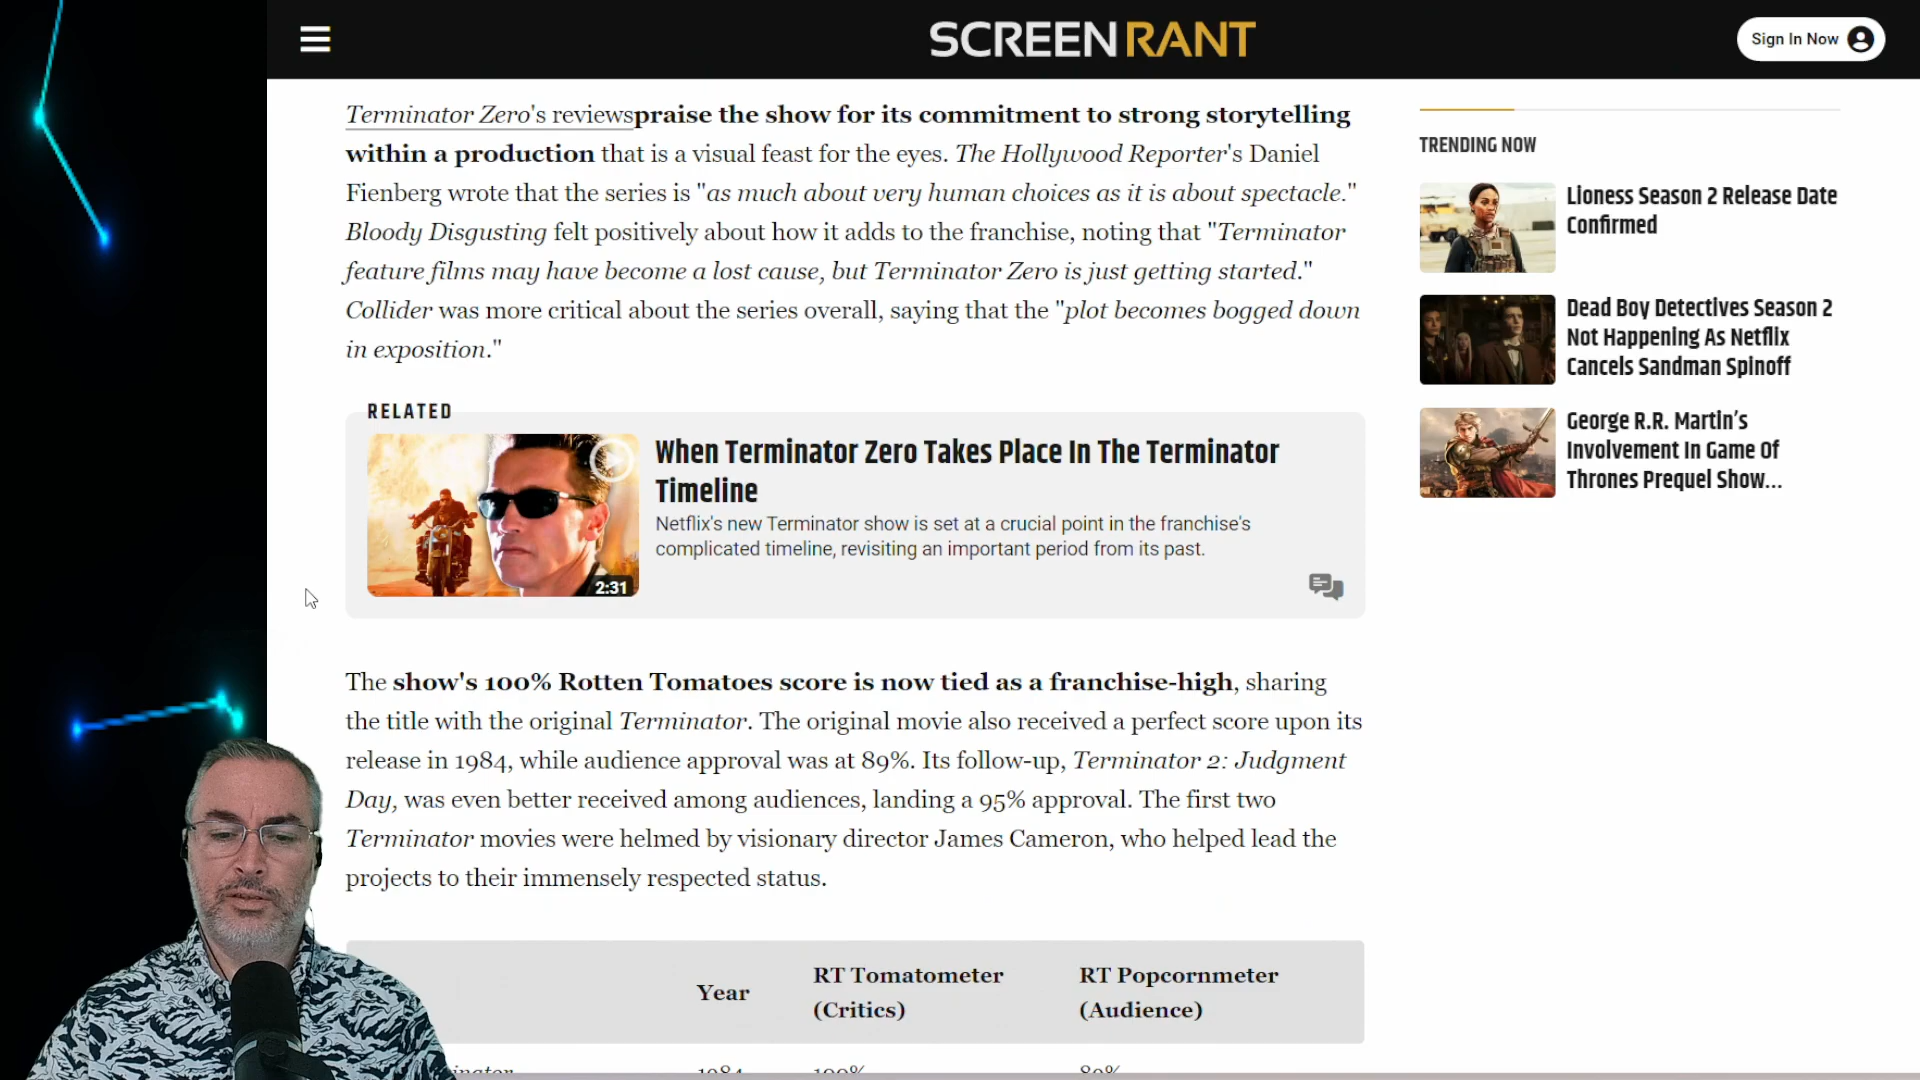 SCREENRANT
Sign In Now
Terminator Zero's reviewspraise the show for its commitment to strong storytelling
within a production that is a visual feast for the eyes. The Hollywood Reporter's Daniel
Fienberg wrote that the series is "as much about very human choices as it is about spectacle."
Bloody Disgusting felt positively about how it adds to the franchise, noting that "Terminator
feature films may have become a lost cause, but Terminator Zero is just getting started."
Collider was more critical about the series overall, saying that the "plot becomes bogged down
in exposition."
RELATED
2:31
When Terminator Zero Takes Place In The Terminator
Timeline
Netflix's new Terminator show is set at a crucial point in the franchise's
complicated timeline, revisiting an important period from its past.
The show's 100% Rotten Tomatoes score is now tied as a franchise-high, sharing
the title with the original Terminator. The original movie also received a perfect score upon its
release in 1984, while audience approval was at 89%. Its follow-up, Terminator 2: Judgment
Day, was even better received among audiences, landing a 95% approval. The first two
Terminator movies were helmed by visionary director James Cameron, who helped lead the
projects to their immensely respected status.
Year
RT Tomatometer
(Critics)
RT Popcornmeter
(Audience)
1984 100% 89%
TRENDING NOW
Lioness Season 2 Release Date
Confirmed
Dead Boy Detectives Season 2
Not Happening As Netflix
Cancels Sandman Spinoff
George R.R. Martin's
Involvement In Game Of
Thrones Prequel Show...